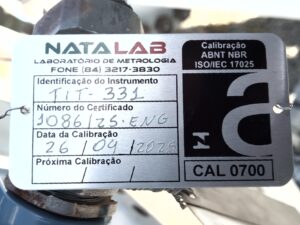 NATALAB
LABORATÓRIO DE METROLOGIA
FONE (84) 3217-3830
Identificação do Instrumento
TIT-331
Número do Certificado
1086/25-ENG
Data da Calibração
26/09/2025
Próxima Calibração
/ /
Calibração
ABNT NBR
ISO/IEC 17025
a
CAL 0700